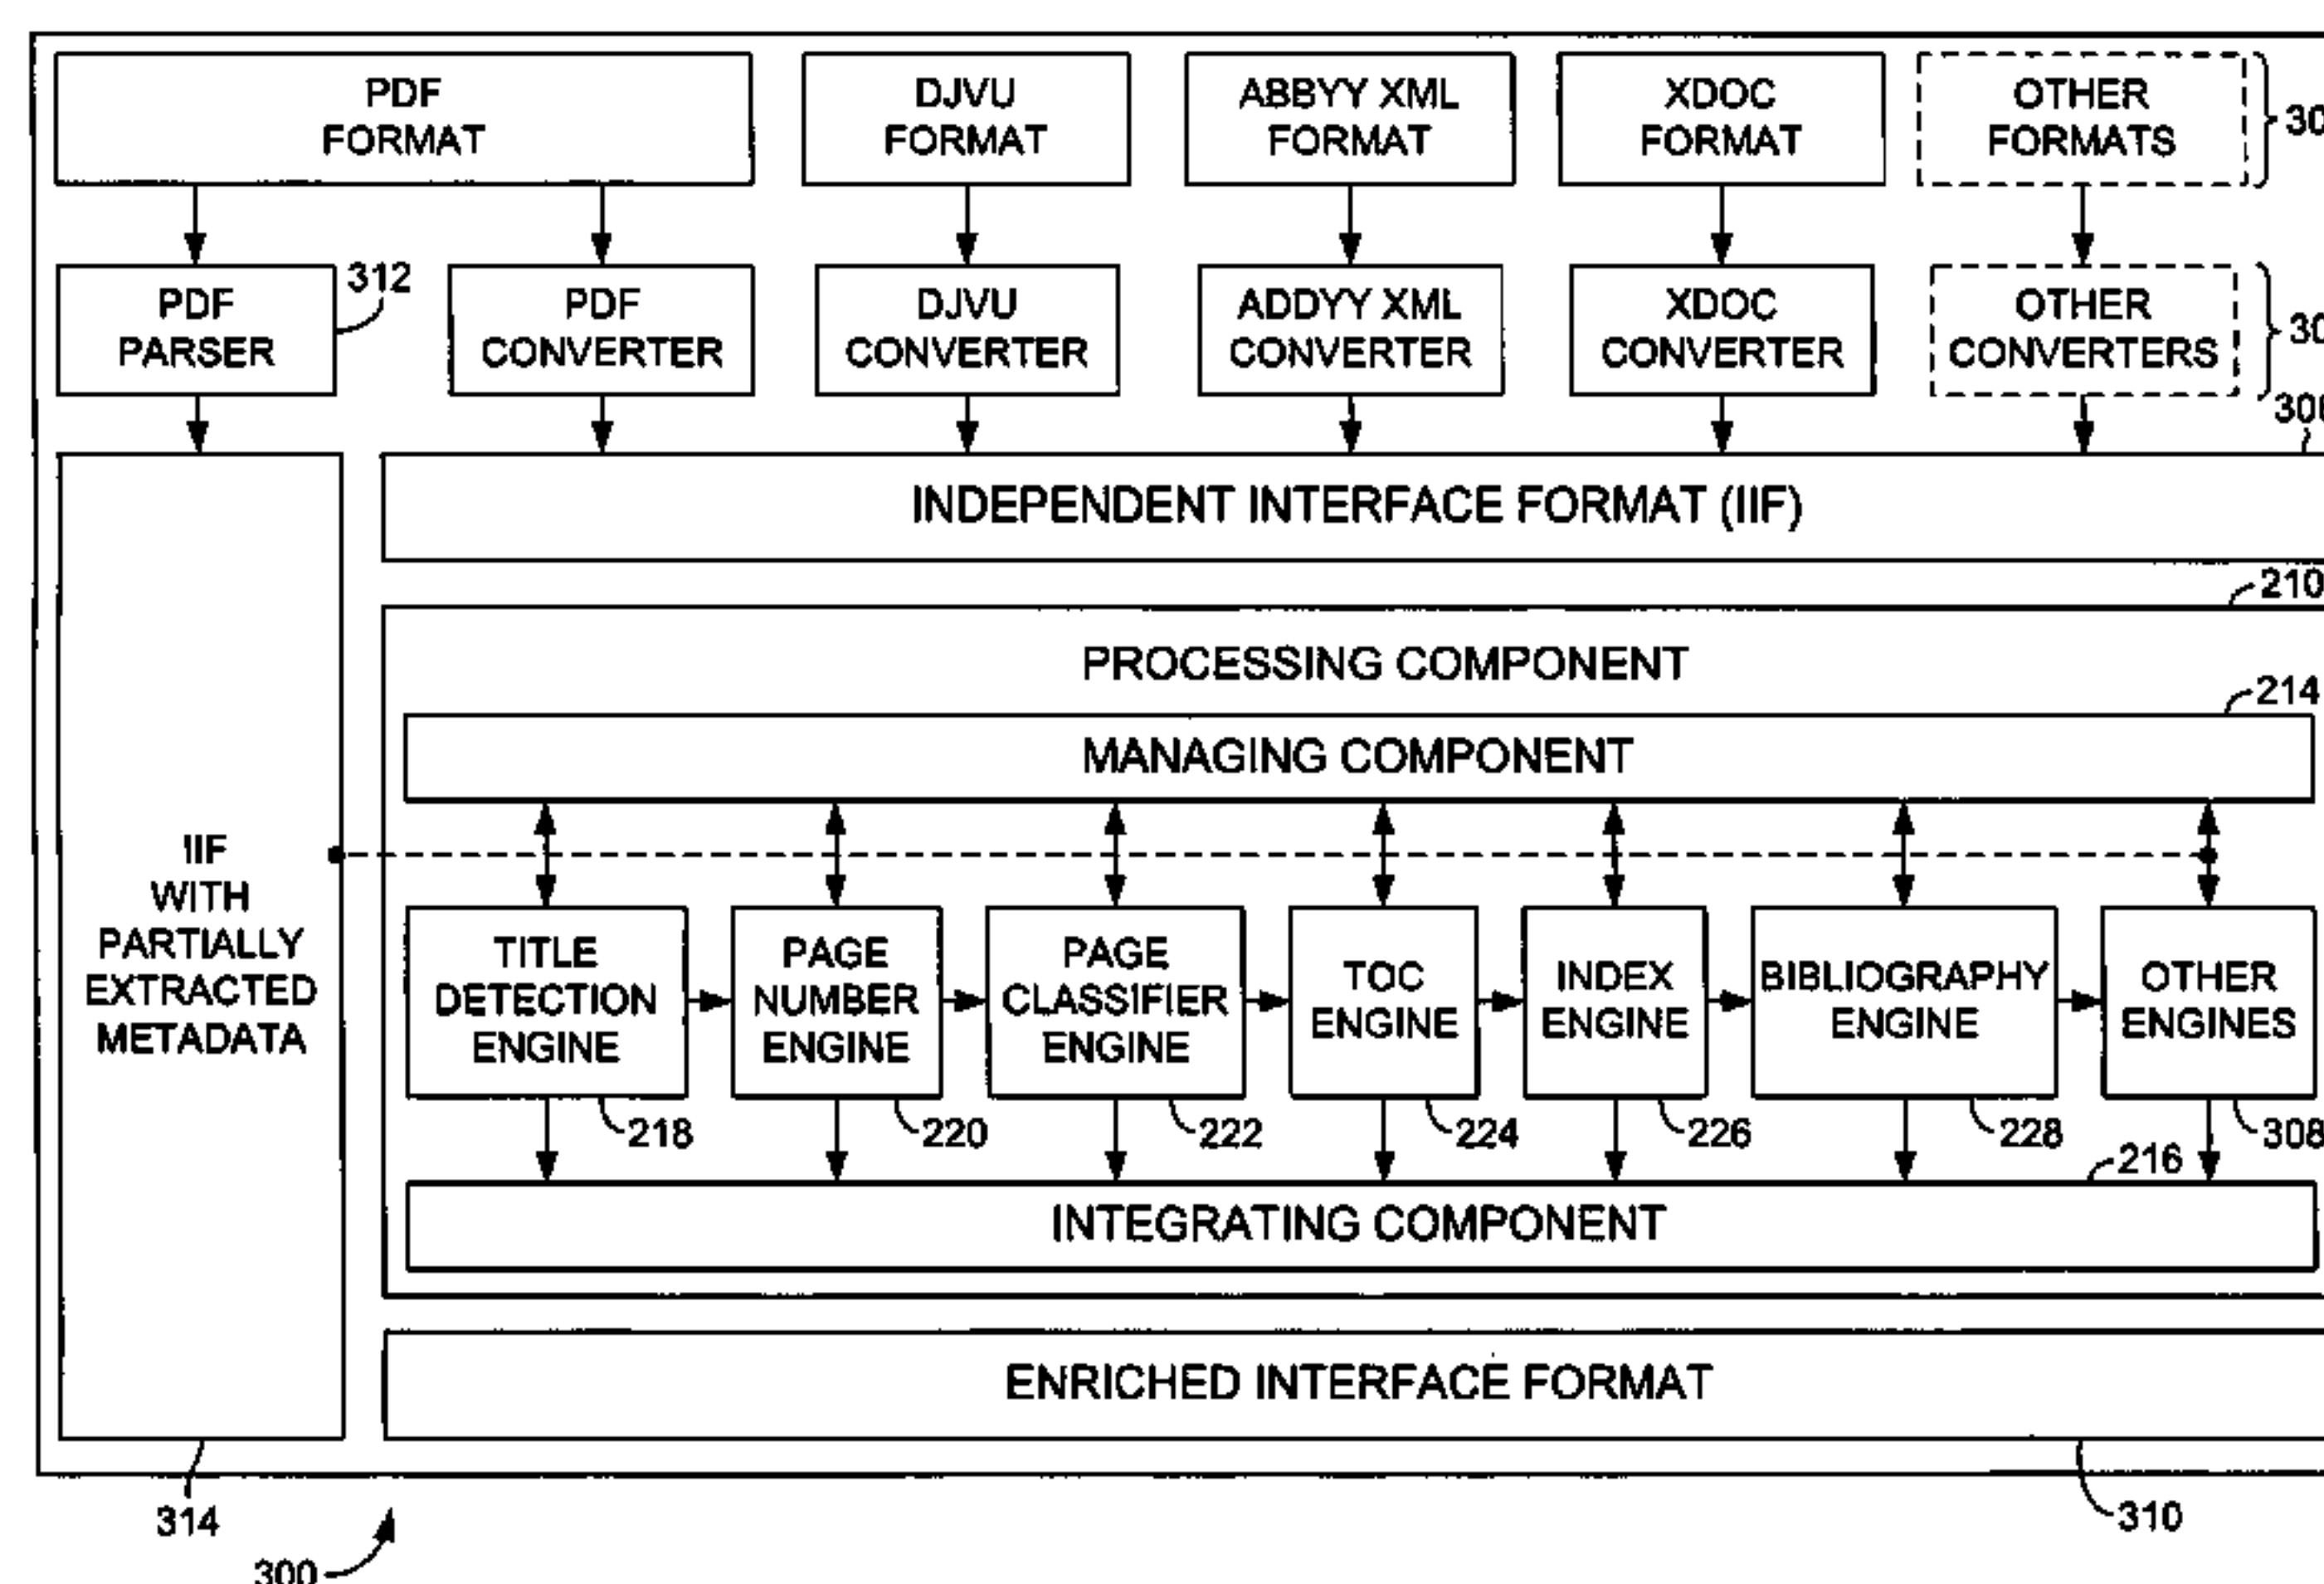 PDF
FORMAT
DJVU
FORMAT
ABBYY XML
FORMAT
XDOC
FORMAT
OTHER
FORMATS
PDF
PARSER
312
PDF
CONVERTER
DJVU
CONVERTER
ADDYY XML
CONVERTER
XDOC
CONVERTER
OTHER
CONVERTERS
INDEPENDENT INTERFACE FORMAT (IIF)
210
PROCESSING COMPONENT
214
MANAGING COMPONENT
IIF
WITH
PARTIALLY
EXTRACTED
METADATA
TITLE
DETECTION
ENGINE
PAGE
NUMBER
ENGINE
PAGE
CLASSIFIER
ENGINE
TOC
ENGINE
INDEX
ENGINE
BIBLIOGRAPHY
ENGINE
OTHER
ENGINES
218
220
222
224
226
228
308
216
INTEGRATING COMPONENT
ENRICHED INTERFACE FORMAT
314
310
300